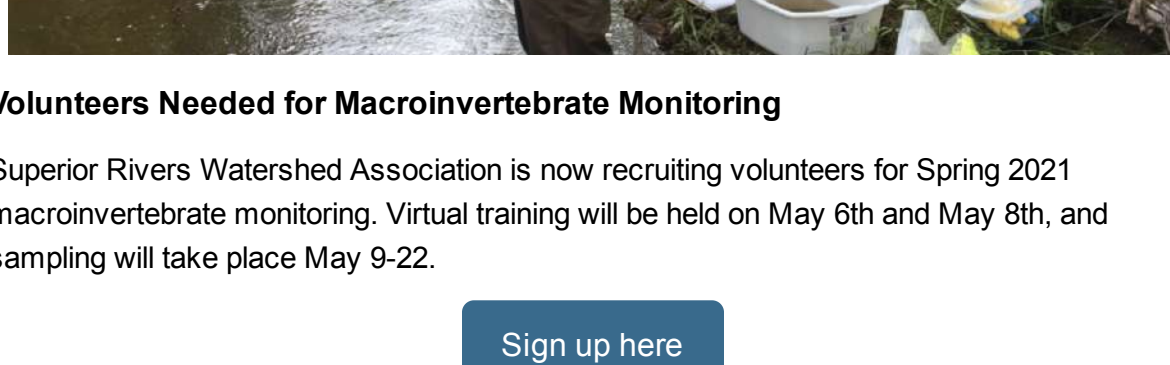 Volunteers Needed for Macroinvertebrate Monitoring
Superior Rivers Watershed Association is now recruiting volunteers for Spring 2021
macroinvertebrate monitoring. Virtual training will be held on May 6th and May 8th, and
sampling will take place May 9-22.
Sign up here